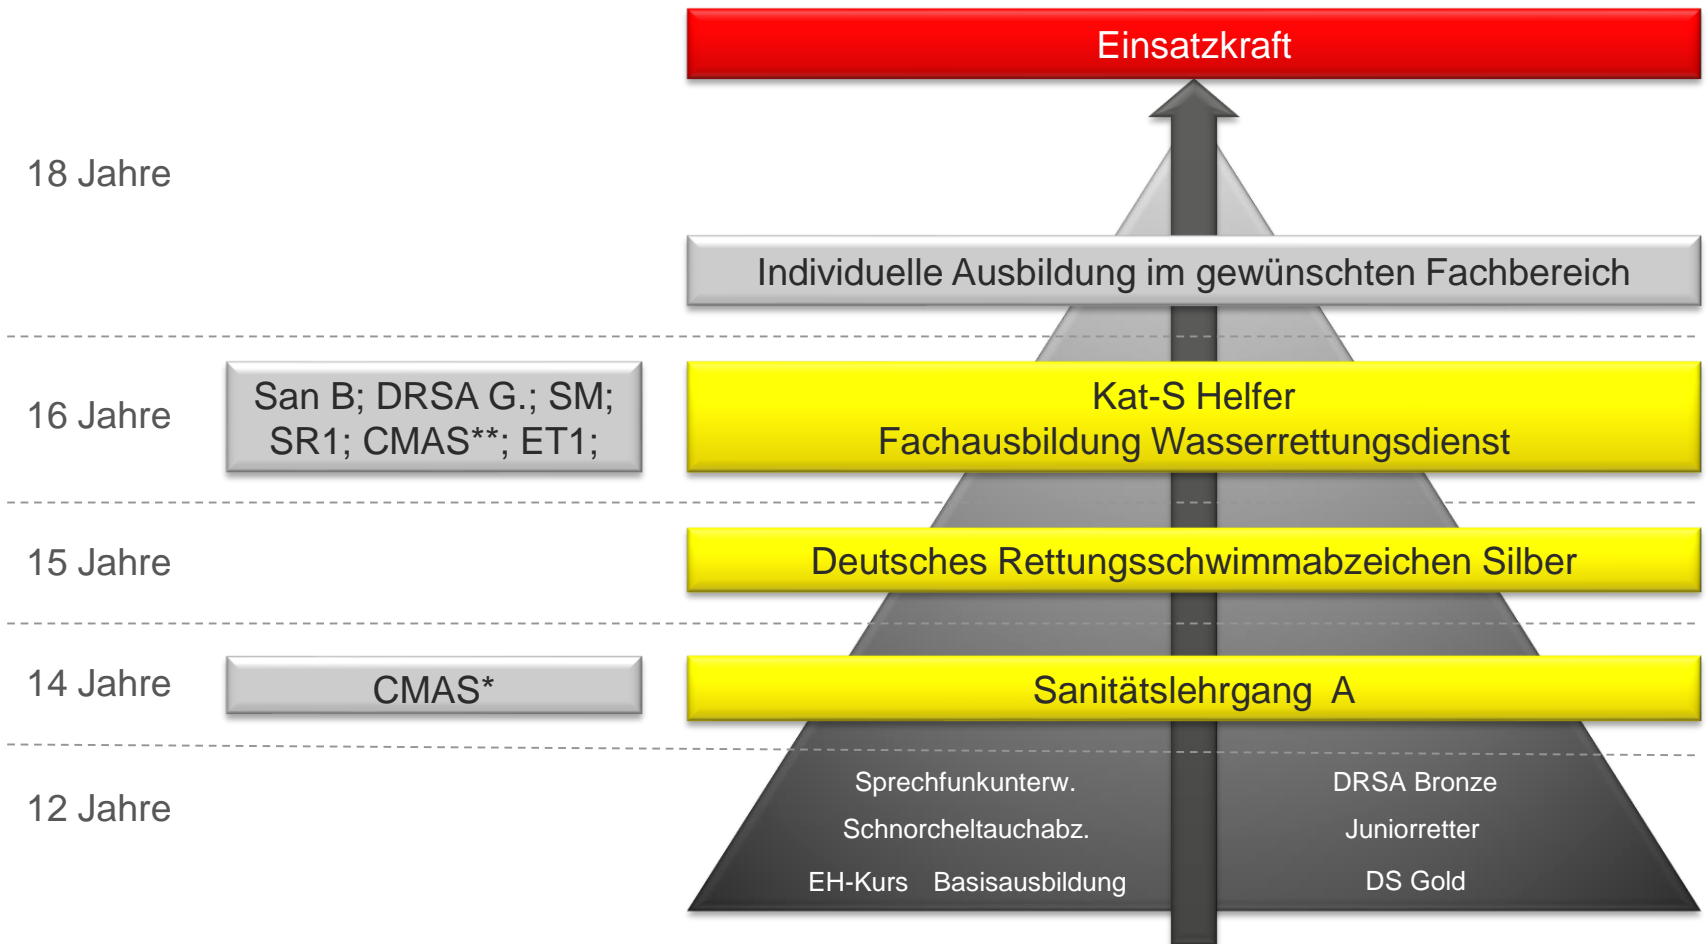 Einsatzkraft
18 Jahre
Individuelle Ausbildung im gewünschten Fachbereich
16 Jahre
San B; DRSA G.; SM;
SR1; CMAS**; ET1;
Kat-S Helfer
Fachausbildung Wasserrettungsdienst
15 Jahre
Deutsches Rettungsschwimmabzeichen Silber
14 Jahre
CMAS*
Sanitätslehrgang A
12 Jahre
Sprechfunkunterw.
DRSA Bronze
Schnorcheltauchabz.
Juniorretter
EH-Kurs Basisausbildung
DS Gold